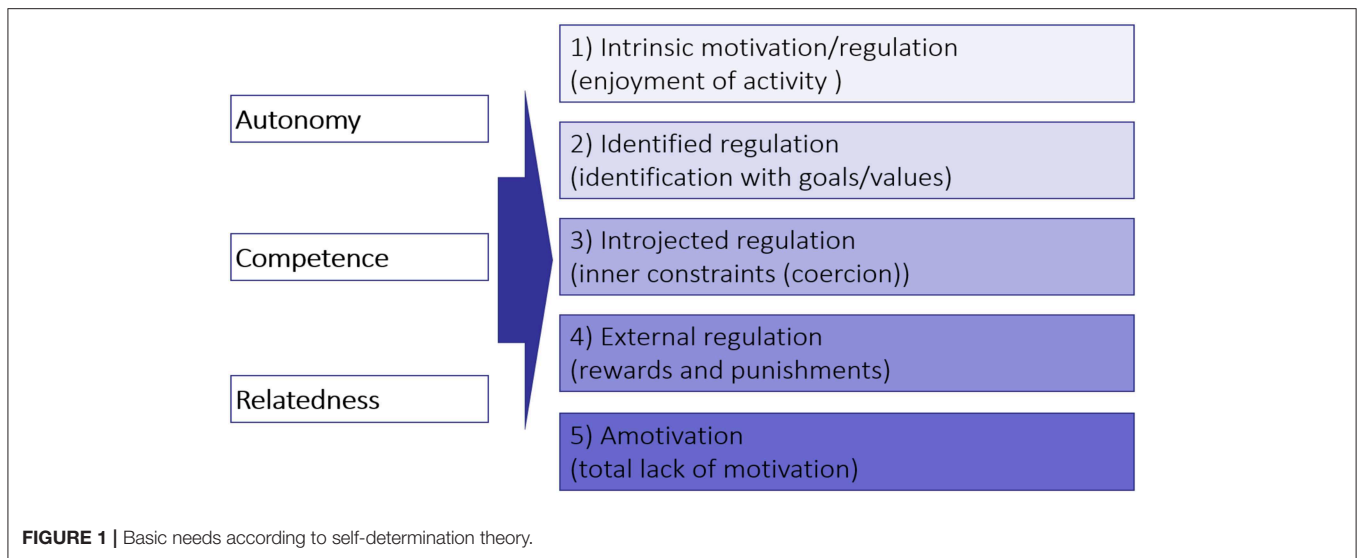 Autonomy
Competence
Relatedness
1) Intrinsic motivation/regulation
(enjoyment of activity )
2) Identified regulation
(identification with goals/values)
3) Introjected regulation
(inner constraints (coercion))
4) External regulation
(rewards and punishments)
5) Amotivation
(total lack of motivation)
FIGURE 1 | Basic needs according to self-determination theory.